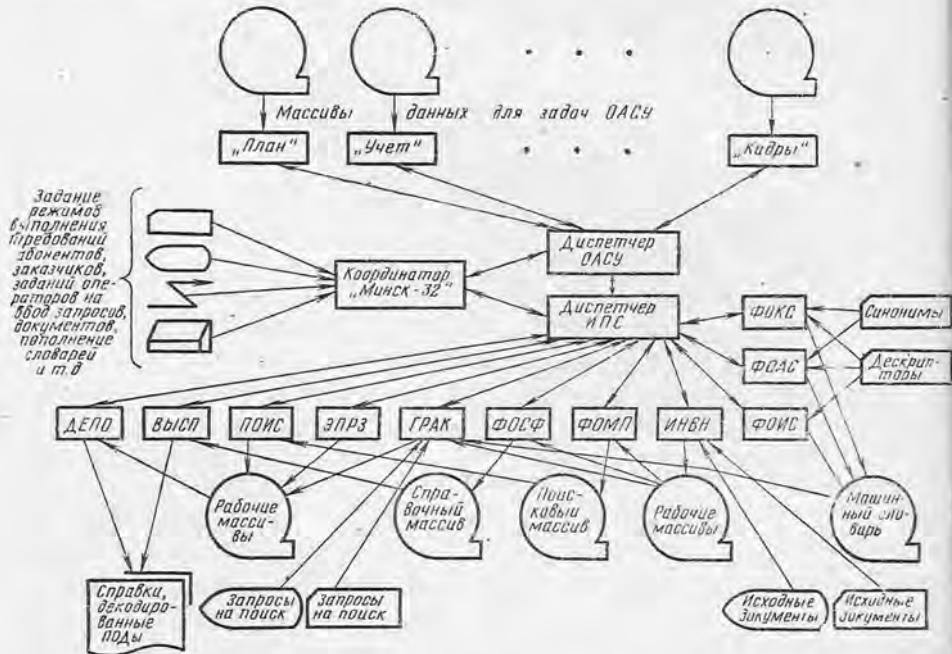 Массивы данных для задач ОАСУ
„План" „Учет" „Кадры"
Задание
режимов
выполнения
требований
абонентов,
заказчиков,
заданий опе-
раторов на
ввод запросов,
документов,
пополнение
словарей
и т.д
Координатор
„Минск-32"
Диспетчер
ОАСУ
Диспетчер
ИПС
ФИКС
Синонимы
ФОАС
Дескрип-
торы
ДЕПО ВЫСП ПОИС ЭПРЗ ГРАК ФОСФ ФОМП ИНВН ФОИС
Рабочие
масси-
вы
Спра-
вочный
массив
Поис-
ковый
массив
Рабочие
массивы
Машин-
ный сло-
варь
Справки,
декодиро-
ванные
ПОДы
Запросы
на поиск
Запросы
на поиск
Исходные
документы
Исходные
документы